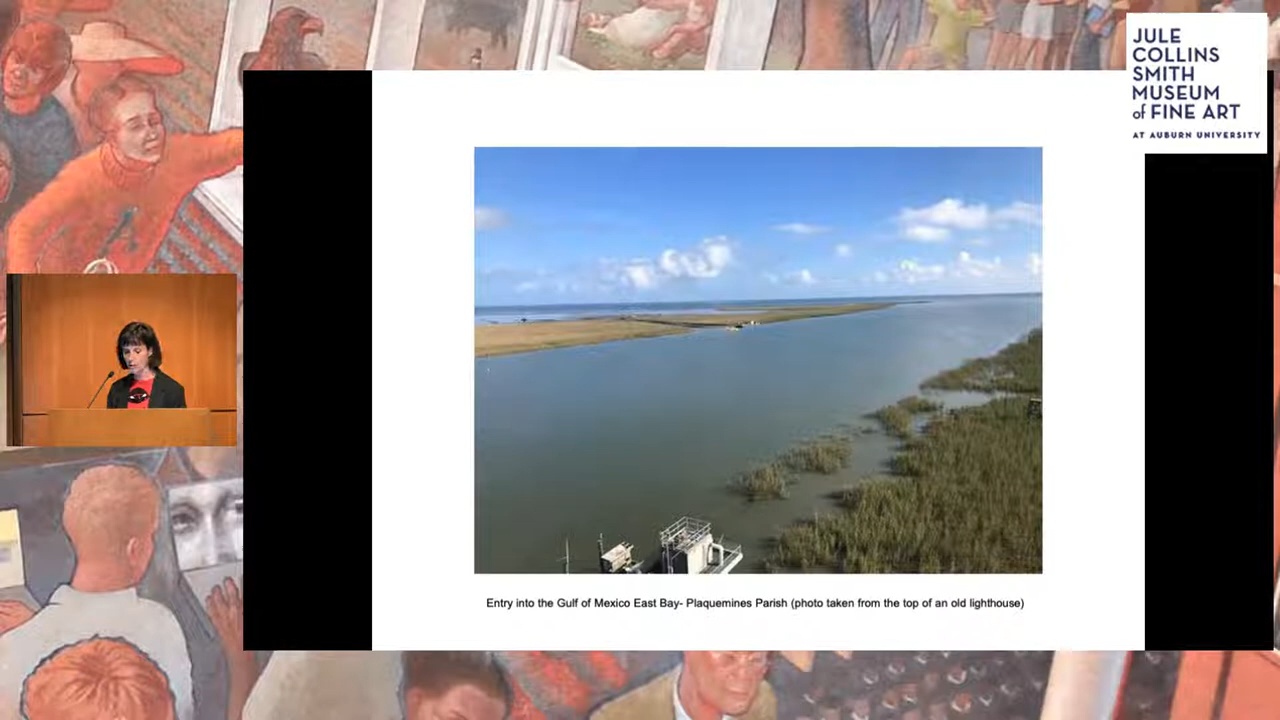 JULE
COLLINS
SMITH
MUSEUM
of FINE ART
AT AUBURN UNIVERSITY
Entry into the Gulf of Mexico East Bay- Plaquemines Parish (photo taken from the top of an old lighthouse)